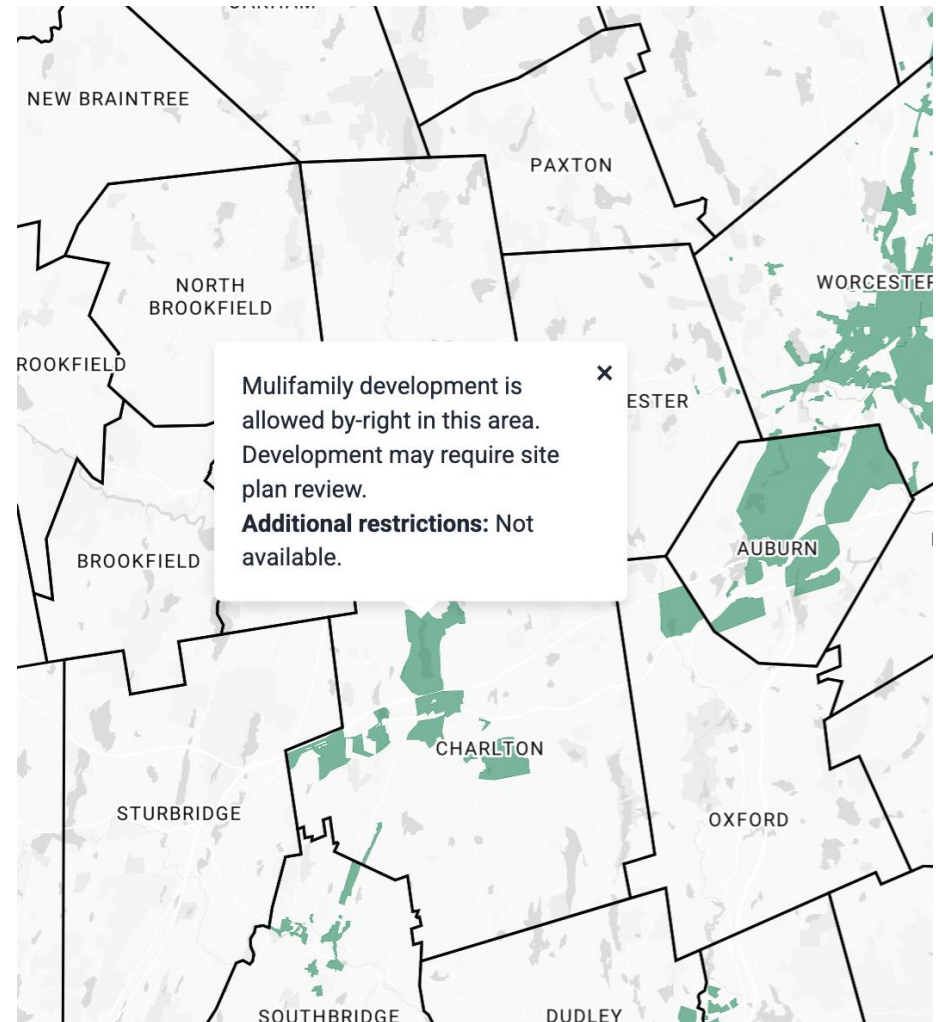 NEW BRAINTREE
PAXTON
WORCESTER
NORTH
BROOKFIELD
ROOKFIELD
ESTER
Mulifamily development is
allowed by-right in this area.
Development may require site
plan review.
Additional restrictions: Not
available.
×
AUBURN
BROOKFIELD
CHARLTON
STURBRIDGE
OXFORD
SOUTHBRIDGE
DUDLEY